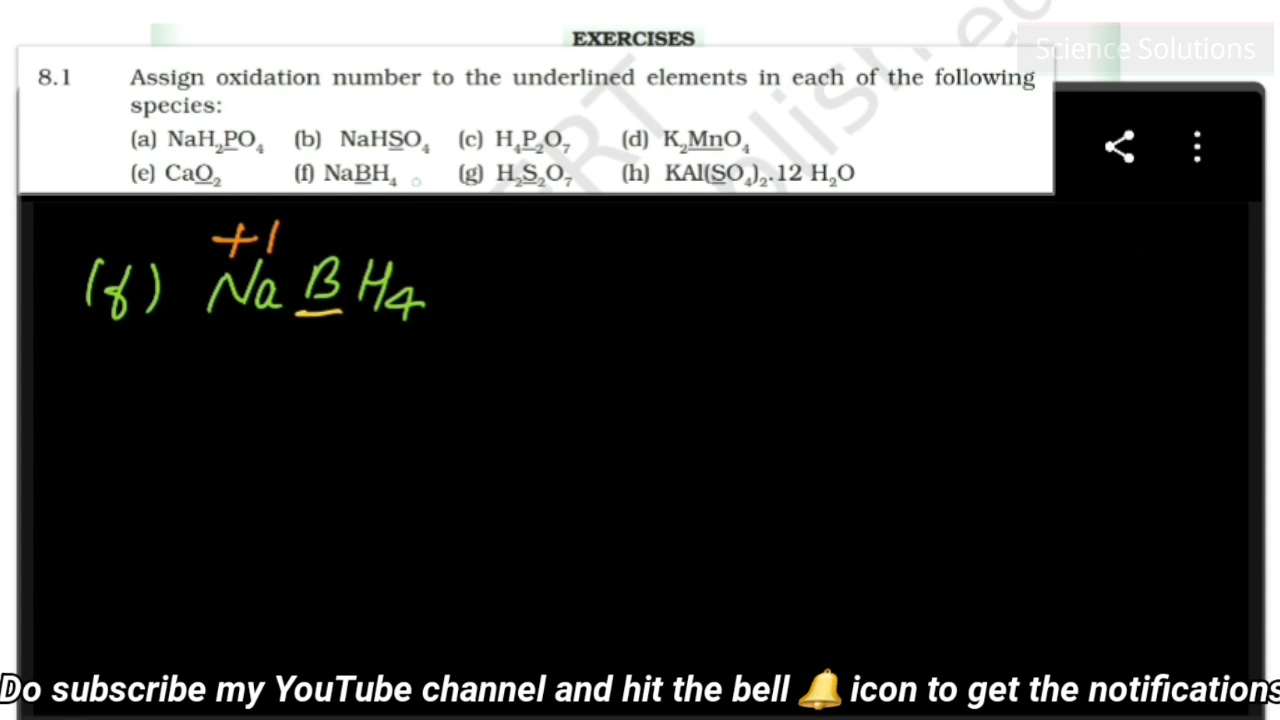 EXERCISES
Science Solutions
8.1 Assign oxidation number to the underlined elements in each of the following
species:
(a) NaH₂PO₄ (b) NaHSO₄ (c) H₄P₂O₇ (d) K₂MnO₄
(e) CaO₂ (f) NaBH₄ (g) H₂S₂O₇ (h) KAl(SO₄)₂.12 H₂O
+1
(f) NaBH₄
Do subscribe my YouTube channel and hit the bell 🔔 icon to get the notifications